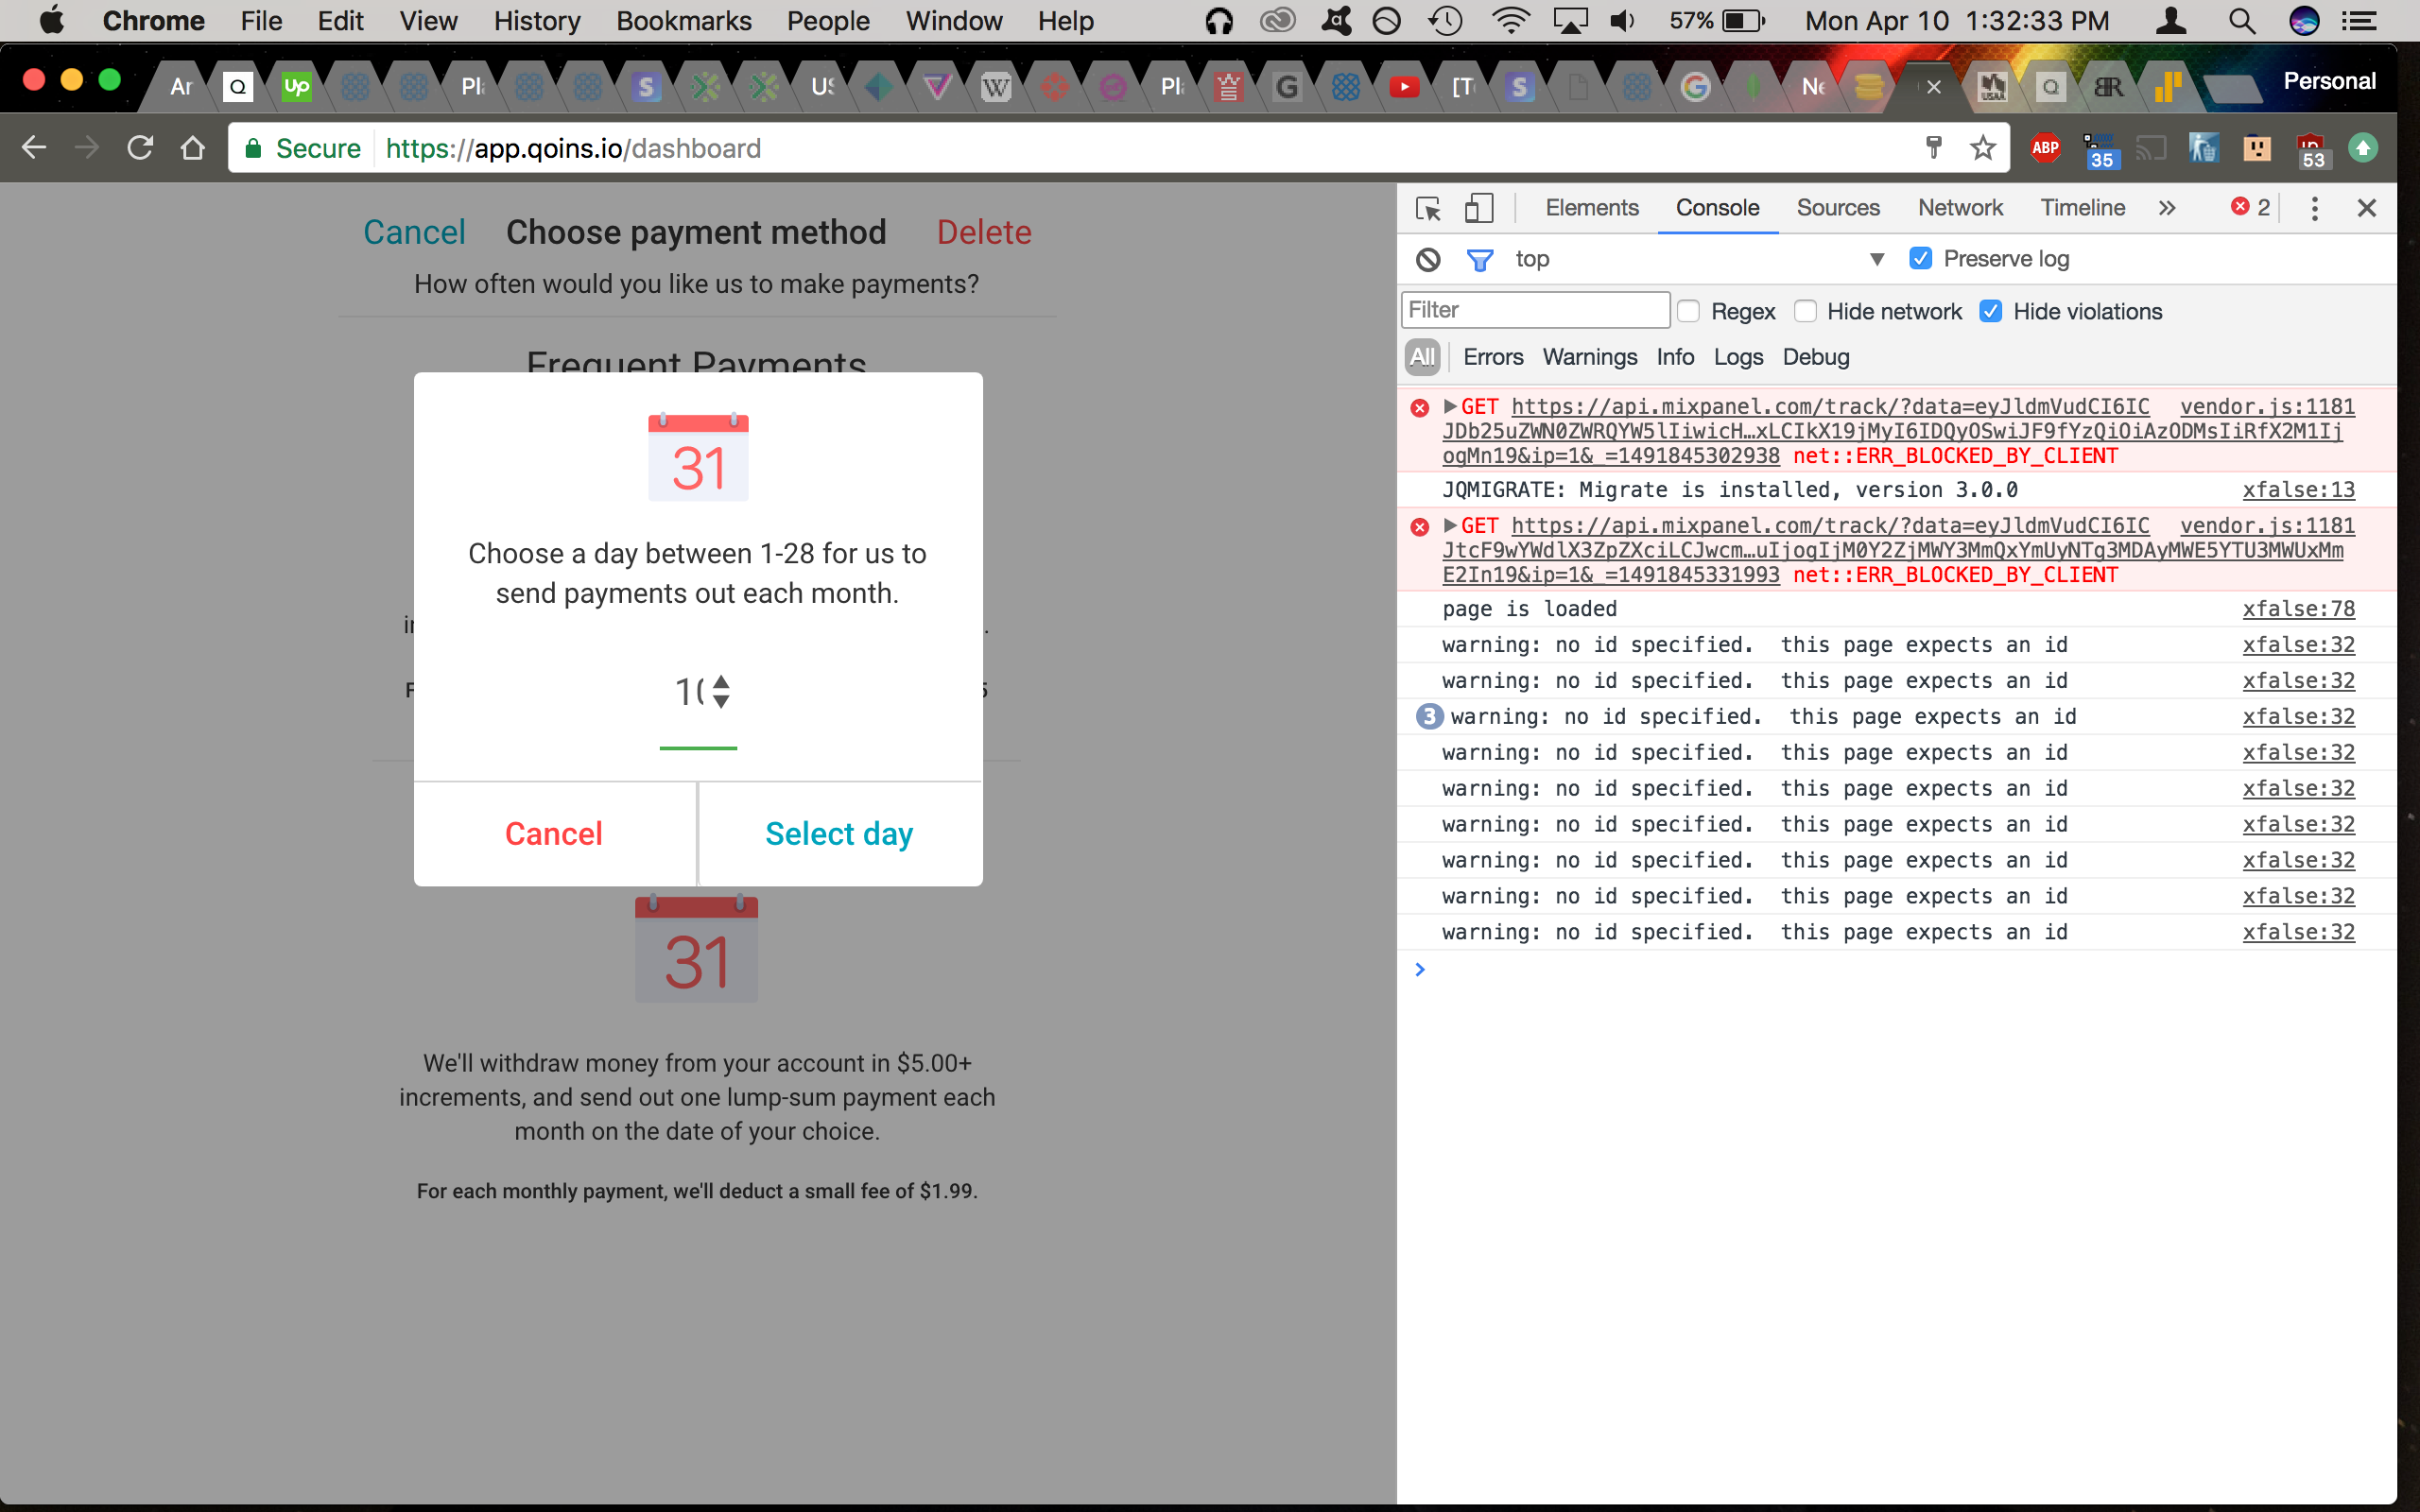 Chrome File Edit View History Bookmarks People Window Help 57% Mon Apr 10 1:32:33 PM
Ar Q Up S W G S G Q Personal
Secure https://app.qoins.io/dashboard ABP 35 53
Cancel Choose payment method Delete
How often would you like us to make payments?
Frequent Payments
31
Choose a day between 1-28 for us to
send payments out each month.
Cancel Select day
31
We'll withdraw money from your account in $5.00+
increments, and send out one lump-sum payment each
month on the date of your choice.
For each monthly payment, we'll deduct a small fee of $1.99.
Elements Console Sources Network Timeline » 2
top Preserve log
Filter Regex Hide network Hide violations
All Errors Warnings Info Logs Debug
GET https://api.mixpanel.com/track/?data=eyJldmVudCI6IC vendor.js:1181
JDb25uZWN0ZWRQYW5lIiwicH…xLCIkX19jMyI6IDQyOSwiJF9fYzQiOiAzODMsIiRfX2M1Ij
ogMn19&ip=1&_=1491845302938 net::ERR_BLOCKED_BY_CLIENT
JQMIGRATE: Migrate is installed, version 3.0.0 xfalse:13
GET https://api.mixpanel.com/track/?data=eyJldmVudCI6IC vendor.js:1181
JtcF9wYWdlX3ZpZXciLCJwcm…uIjogIjM0Y2ZjMWY3MmQxYmUyNTg3MDAyMWE5YTU3MWUxMm
E2In19&ip=1&_=1491845331993 net::ERR_BLOCKED_BY_CLIENT
page is loaded xfalse:78
warning: no id specified. this page expects an id xfalse:32
warning: no id specified. this page expects an id xfalse:32
3 warning: no id specified. this page expects an id xfalse:32
warning: no id specified. this page expects an id xfalse:32
warning: no id specified. this page expects an id xfalse:32
warning: no id specified. this page expects an id xfalse:32
warning: no id specified. this page expects an id xfalse:32
warning: no id specified. this page expects an id xfalse:32
warning: no id specified. this page expects an id xfalse:32